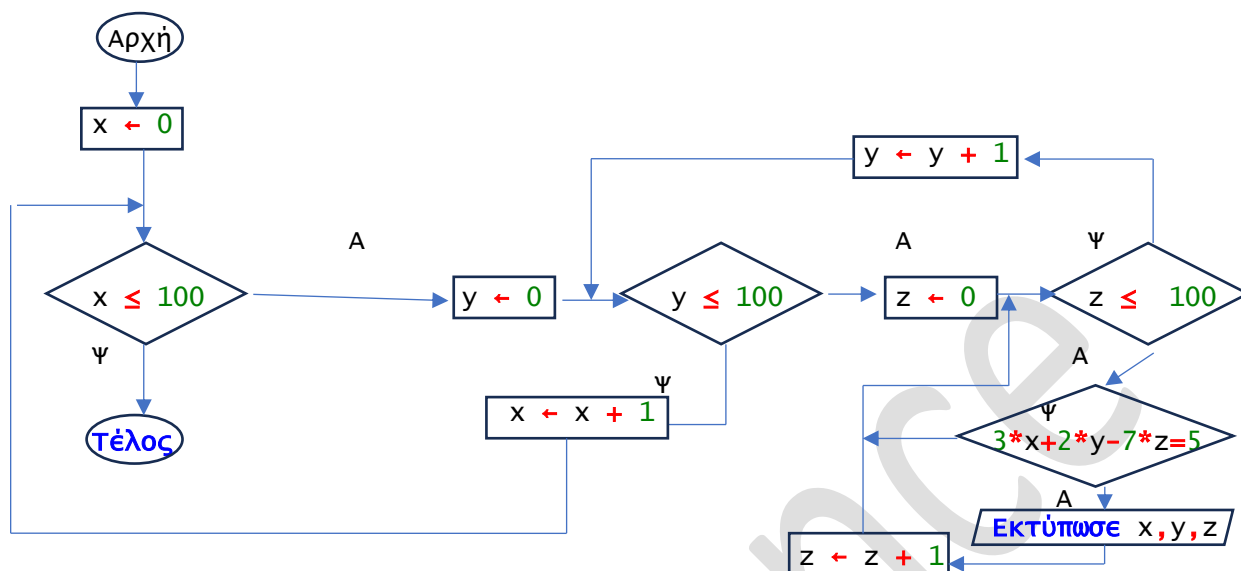 Αρχή
x ← 0
y ← y + 1
Α
Α
Ψ
x ≤ 100
y ← 0
y ≤ 100
z ← 0
z ≤ 100
Ψ
Α
Ψ
x ← x + 1
Ψ
Τέλος
3*x+2*y-7*z=5
Α
Εκτύπωσε x,y,z
z ← z + 1